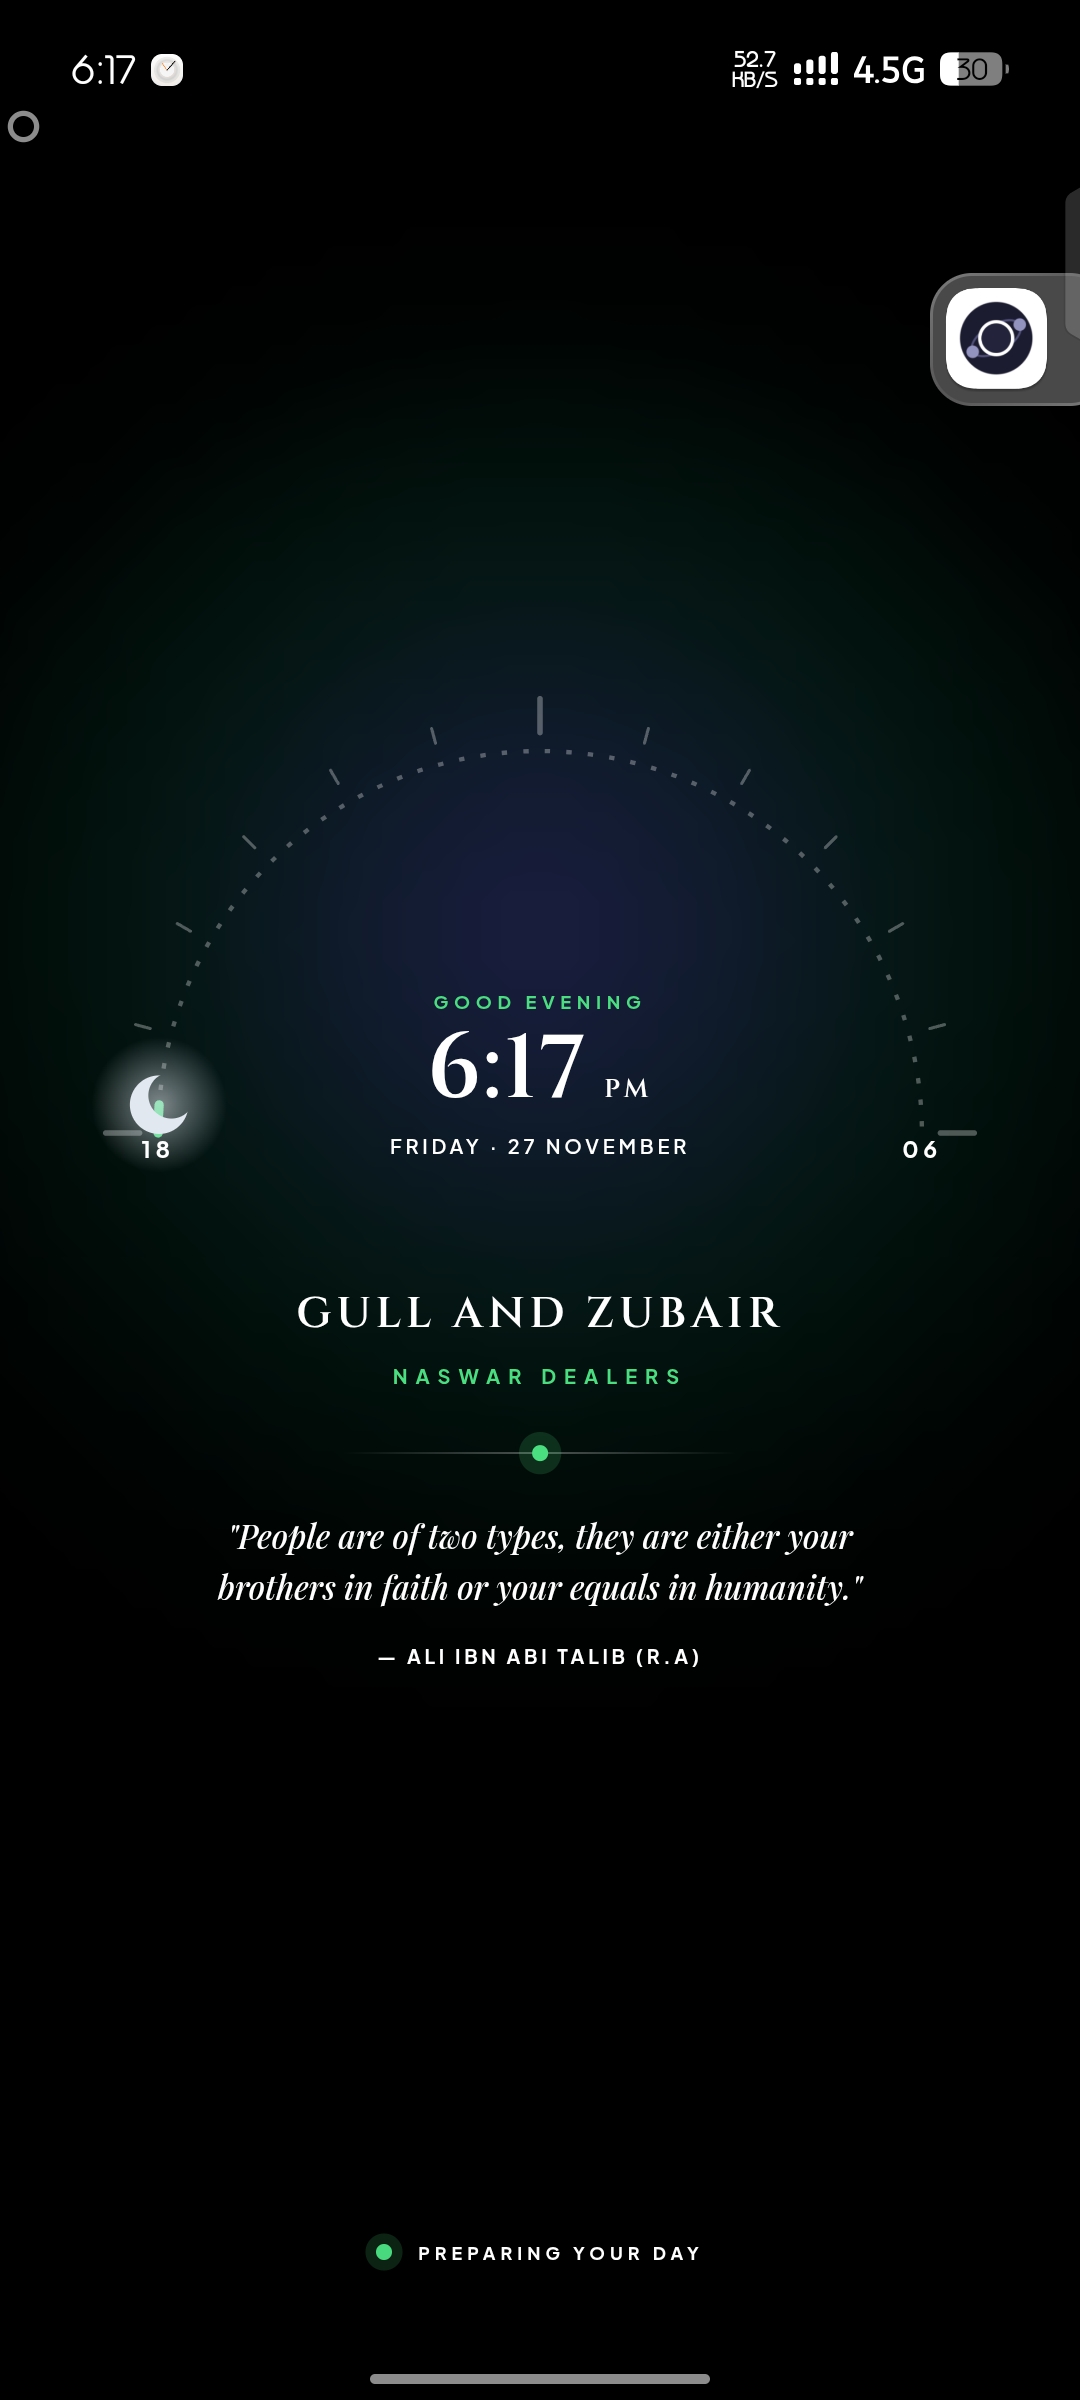 6:17
52.7
KB/S
4.5G
30
GOOD EVENING
6:17 PM
18
FRIDAY · 27 NOVEMBER
06
GULL AND ZUBAIR
NASWAR DEALERS
"People are of two types, they are either your
brothers in faith or your equals in humanity."
— ALI IBN ABI TALIB (R.A)
PREPARING YOUR DAY